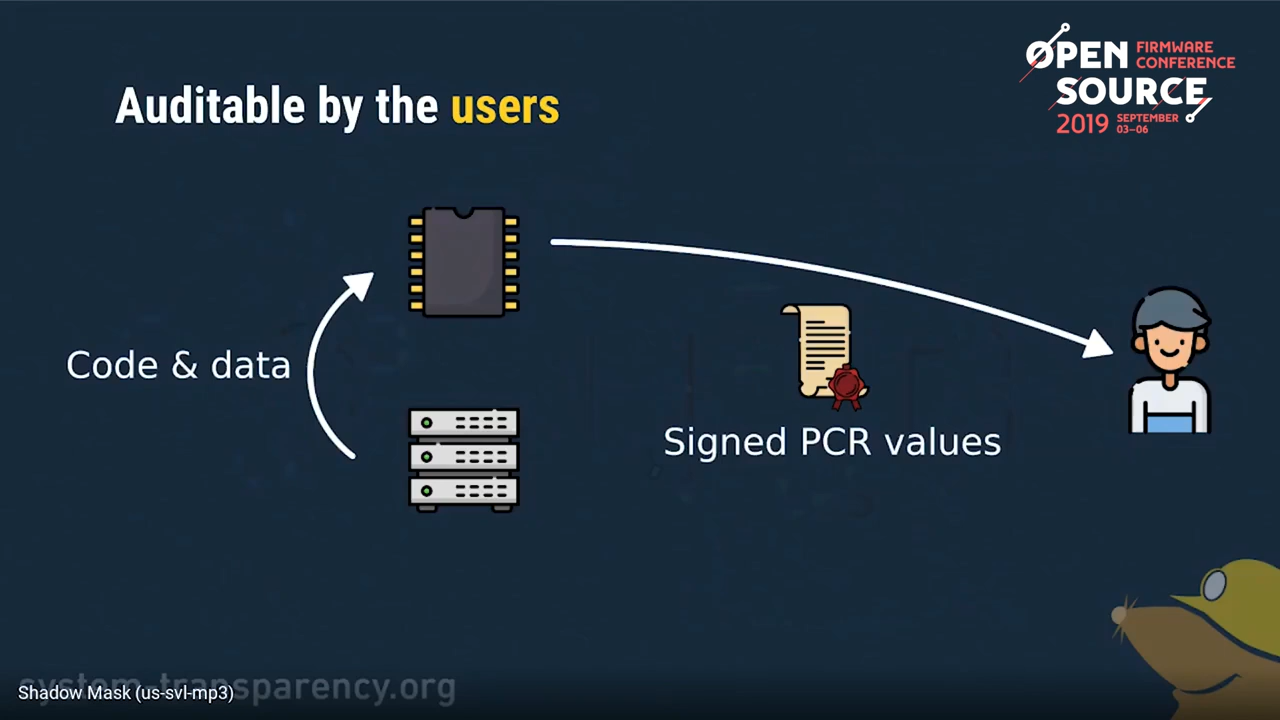 OPEN FIRMWARE
CONFERENCE
SOURCE
2019 SEPTEMBER
03–06
Auditable by the users
Code & data
Signed PCR values
system-transparency.org
Shadow Mask (us-svl-mp3)